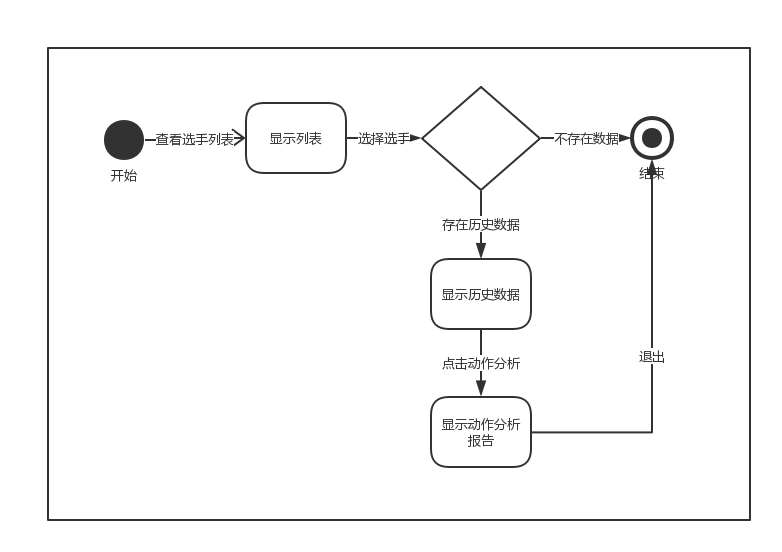 查看选手列表
显示列表
选择选手
不存在数据
开始
结束
存在历史数据
显示历史数据
退出
点击动作分析
显示动作分析
报告